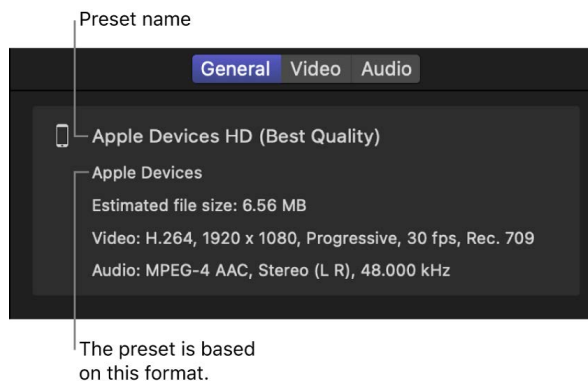 Preset name
General Video Audio
Apple Devices HD (Best Quality)
Apple Devices
Estimated file size: 6.56 MB
Video: H.264, 1920 x 1080, Progressive, 30 fps, Rec. 709
Audio: MPEG-4 AAC, Stereo (L R), 48.000 kHz
The preset is based
on this format.